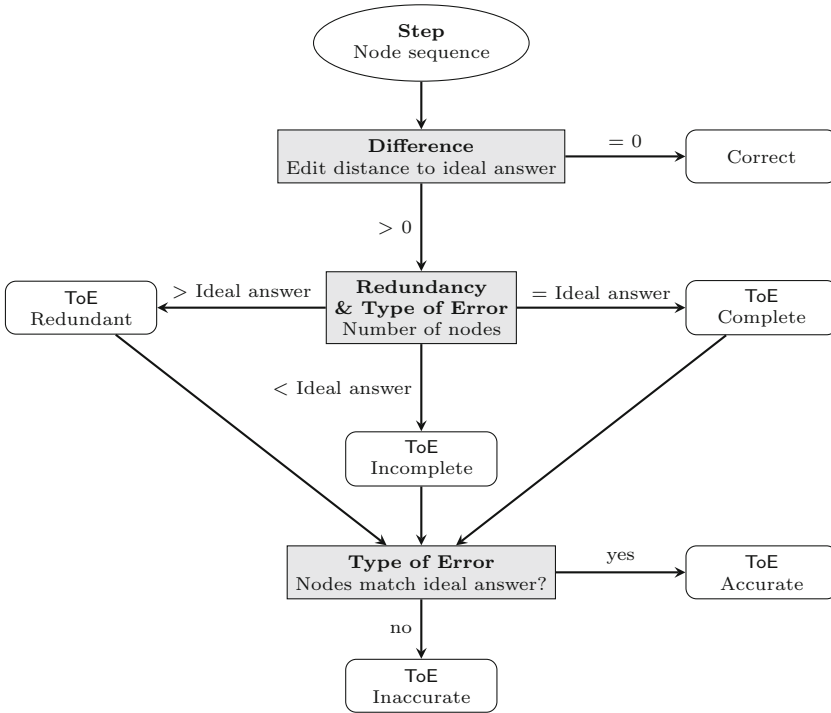 Step
Node sequence
Difference
Edit distance to ideal answer
= 0
Correct
> 0
ToE
Redundant
> Ideal answer
Redundancy
& Type of Error
Number of nodes
= Ideal answer
ToE
Complete
< Ideal answer
ToE
Incomplete
Type of Error
Nodes match ideal answer?
yes
ToE
Accurate
no
ToE
Inaccurate